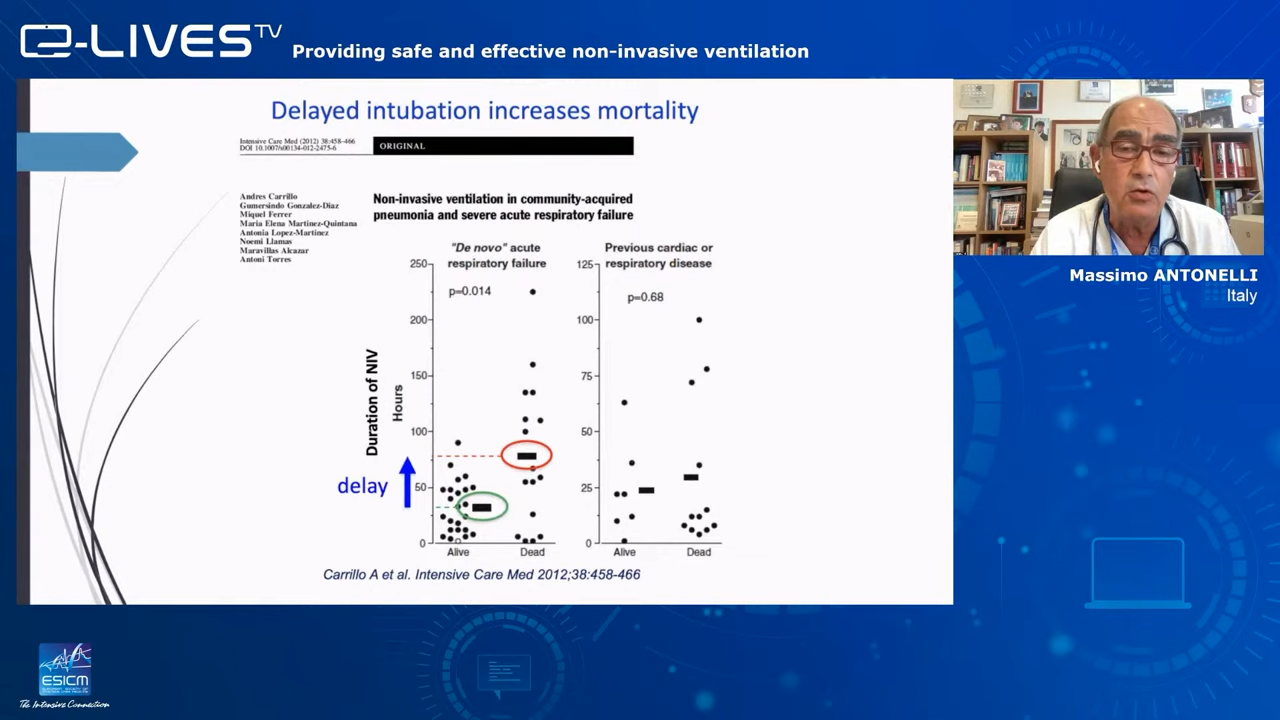 e-LIVES TV
Providing safe and effective non-invasive ventilation
Delayed intubation increases mortality
Intensive Care Med (2012) 38:458-466
DOI 10.1007/s00134-012-2475-6
ORIGINAL
Andres Carrillo
Gumersindo Gonzalez-Diaz
Miquel Ferrer
Maria Elena Martinez-Quintana
Antonia Lopez-Martinez
Noemi Llamas
Maravillas Alcazar
Antoni Torres
Non-invasive ventilation in community-acquired
pneumonia and severe acute respiratory failure
"De novo" acute
respiratory failure
p=0.014
250
200
150
100
50
0
Duration of NIV
Hours
delay
Alive
Dead
Previous cardiac or
respiratory disease
p=0.68
125
100
75
50
25
0
Alive
Dead
Carrillo A et al. Intensive Care Med 2012;38:458-466
Massimo ANTONELLI
Italy
ESICM
The Intensive Connection